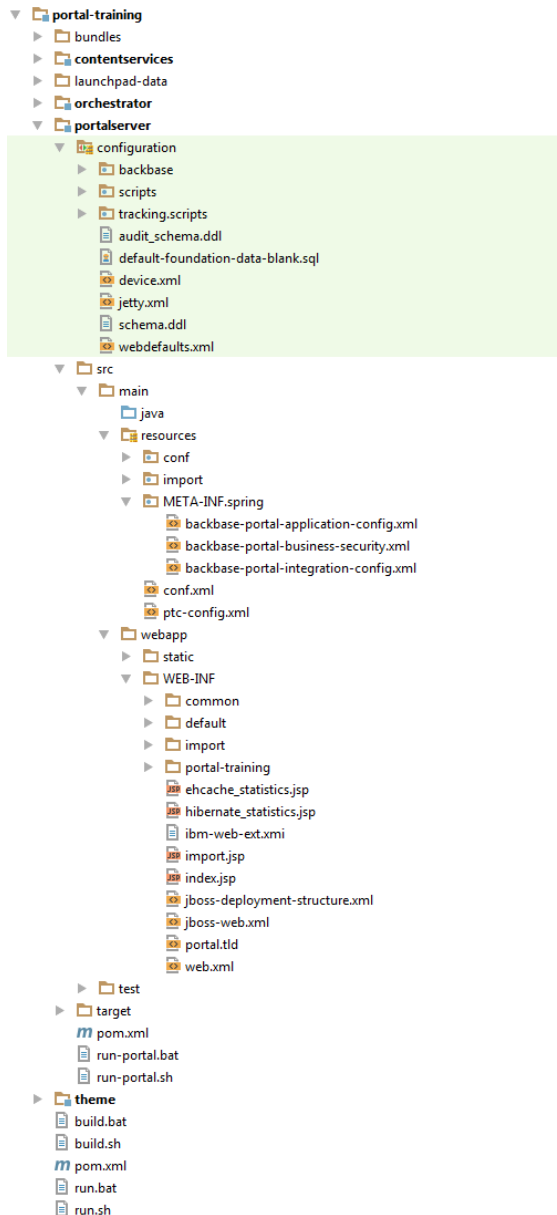 portal-training
bundles
contentservices
launchpad-data
orchestrator
portalserver
configuration
backbase
scripts
tracking.scripts
audit_schema.ddl
default-foundation-data-blank.sql
device.xml
jetty.xml
schema.ddl
webdefaults.xml
src
main
java
resources
conf
import
META-INF.spring
backbase-portal-application-config.xml
backbase-portal-business-security.xml
backbase-portal-integration-config.xml
conf.xml
ptc-config.xml
webapp
static
WEB-INF
common
default
import
portal-training
JSP ehcache_statistics.jsp
JSP hibernate_statistics.jsp
ibm-web-ext.xmi
JSP import.jsp
JSP index.jsp
jboss-deployment-structure.xml
jboss-web.xml
portal.tld
web.xml
test
target
m pom.xml
run-portal.bat
run-portal.sh
theme
build.bat
build.sh
m pom.xml
run.bat
run.sh